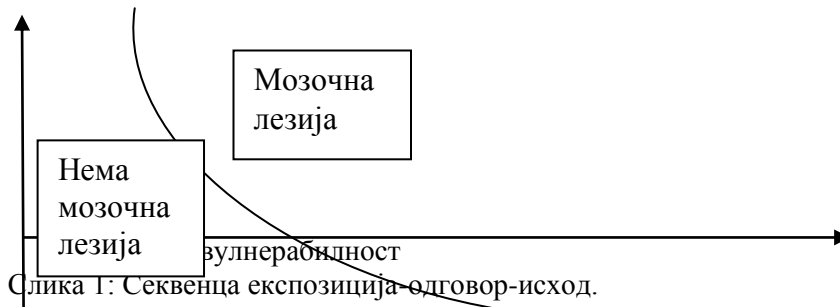 Мозочна
лезија
Нема
мозочна
лезија
вулнерабилност
Слика 1: Секвенца експозиција-одговор-исход.